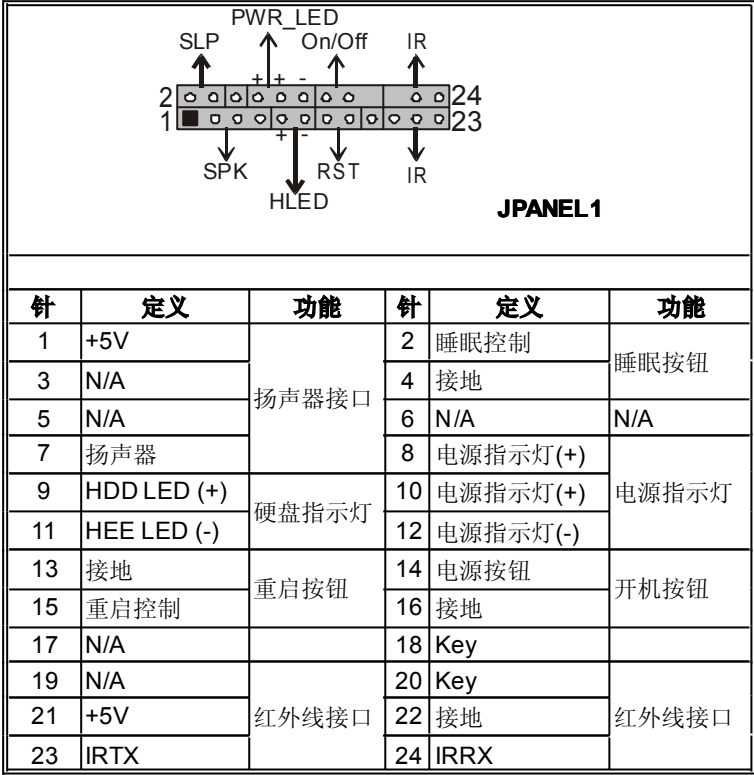 PWR_LED
SLP On/Off IR
+ + -
2 24
1 23
+ -
SPK RST IR
HLED
JPANEL1
针 定义 功能 针 定义 功能
1 +5V 扬声器接口 2 睡眠控制 睡眠按钮
3 N/A 4 接地
5 N/A 6 N/A N/A
7 扬声器 8 电源指示灯(+) 电源指示灯
9 HDD LED (+) 硬盘指示灯 10 电源指示灯(+)
11 HEE LED (-) 12 电源指示灯(-)
13 接地 重启按钮 14 电源按钮 开机按钮
15 重启控制 16 接地
17 N/A 18 Key
19 N/A 红外线接口 20 Key 红外线接口
21 +5V 22 接地
23 IRTX 24 IRRX